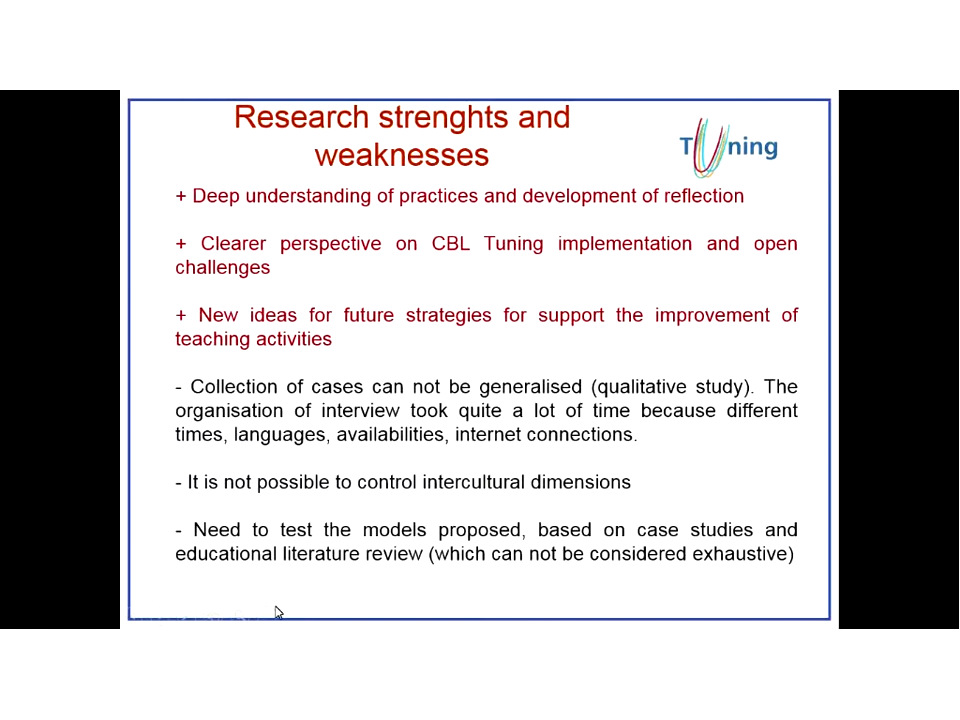 Research strenghts and
weaknesses
TUning
+ Deep understanding of practices and development of reflection
+ Clearer perspective on CBL Tuning implementation and open
challenges
+ New ideas for future strategies for support the improvement of
teaching activities
- Collection of cases can not be generalised (qualitative study). The
organisation of interview took quite a lot of time because different
times, languages, availabilities, internet connections.
- It is not possible to control intercultural dimensions
- Need to test the models proposed, based on case studies and
educational literature review (which can not be considered exhaustive)